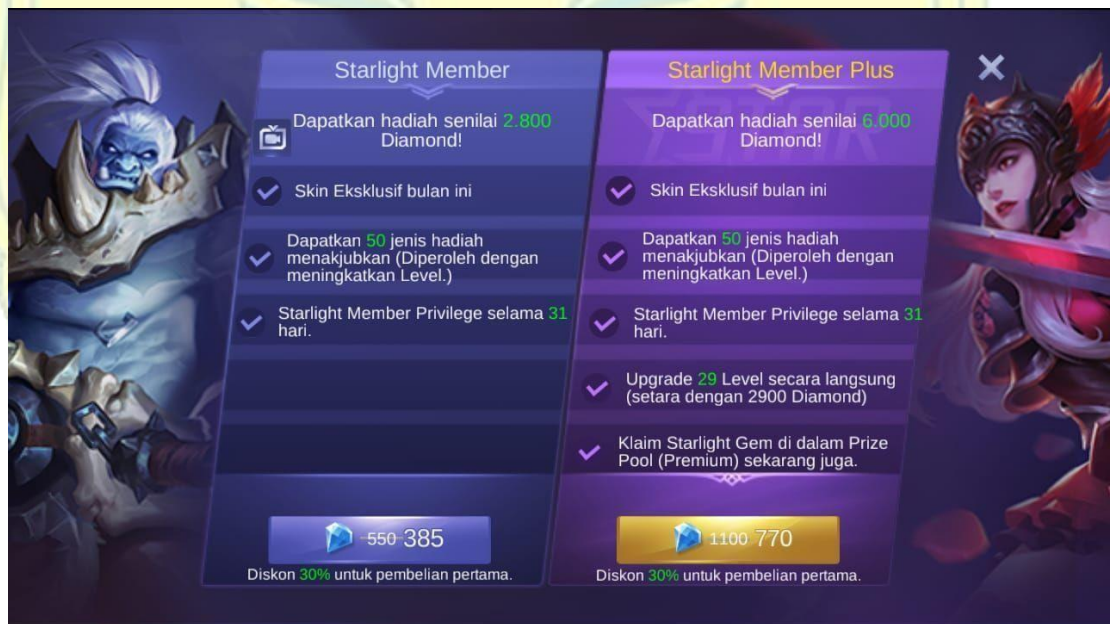 Starlight Member
Dapatkan hadiah senilai 2.800
Diamond!
Skin Eksklusif bulan ini
Dapatkan 50 jenis hadiah
menakjubkan (Diperoleh dengan
meningkatkan Level.)
Starlight Member Privilege selama 31
hari.
550 385
Diskon 30% untuk pembelian pertama.
Starlight Member Plus
STAR
Dapatkan hadiah senilai 6.000
Diamond!
Skin Eksklusif bulan ini
Dapatkan 50 jenis hadiah
menakjubkan (Diperoleh dengan
meningkatkan Level.)
Starlight Member Privilege selama 31
hari.
Upgrade 29 Level secara langsung
(setara dengan 2900 Diamond)
Klaim Starlight Gem di dalam Prize
Pool (Premium) sekarang juga.
1100 770
Diskon 30% untuk pembelian pertama.